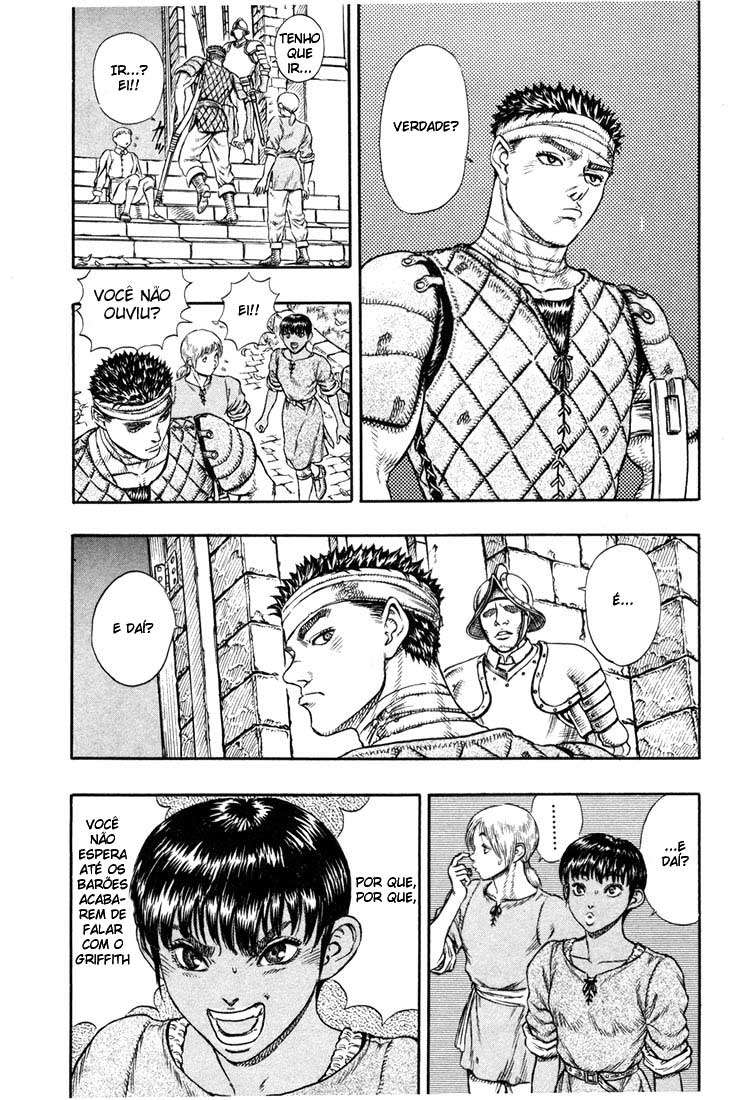 VERDADE?
TENHO
QUE
IR...
IR...?
EI!!
EI!!
VOCÊ NÃO
OUVIU?
É...
E DAÍ?
...E
DAÍ?
........
POR QUE,
POR QUE,
VOCÊ
NÃO
ESPERA
ATÉ OS
BARÕES
ACABA-
REM DE
FALAR
COM O
GRIFFITH